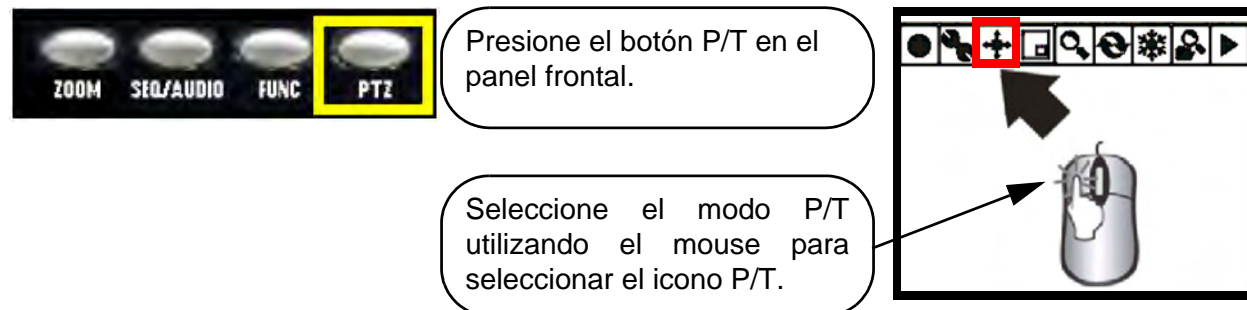 ZOOM SEQ/AUDIO FUNC PTZ
Presione el botón P/T en el
panel frontal.
Seleccione el modo P/T
utilizando el mouse para
seleccionar el icono P/T.